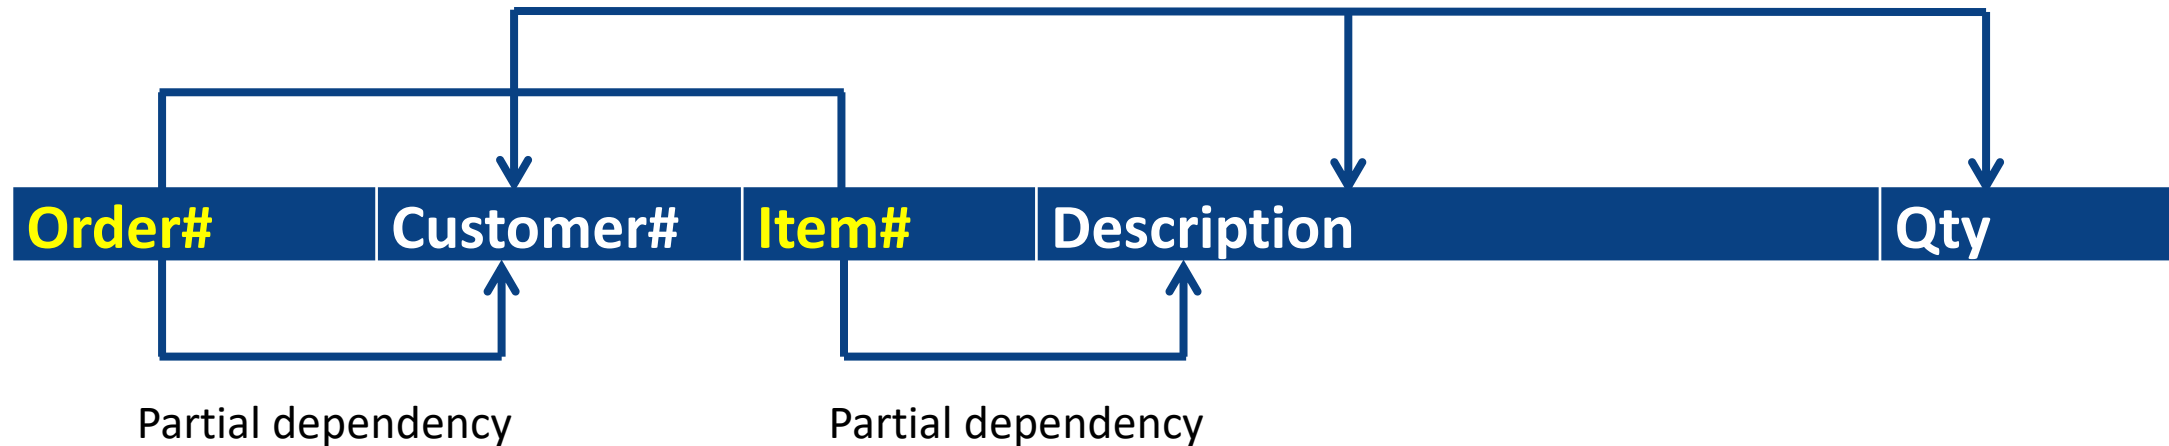 Order# Customer# Item# Description Qty
Partial dependency Partial dependency